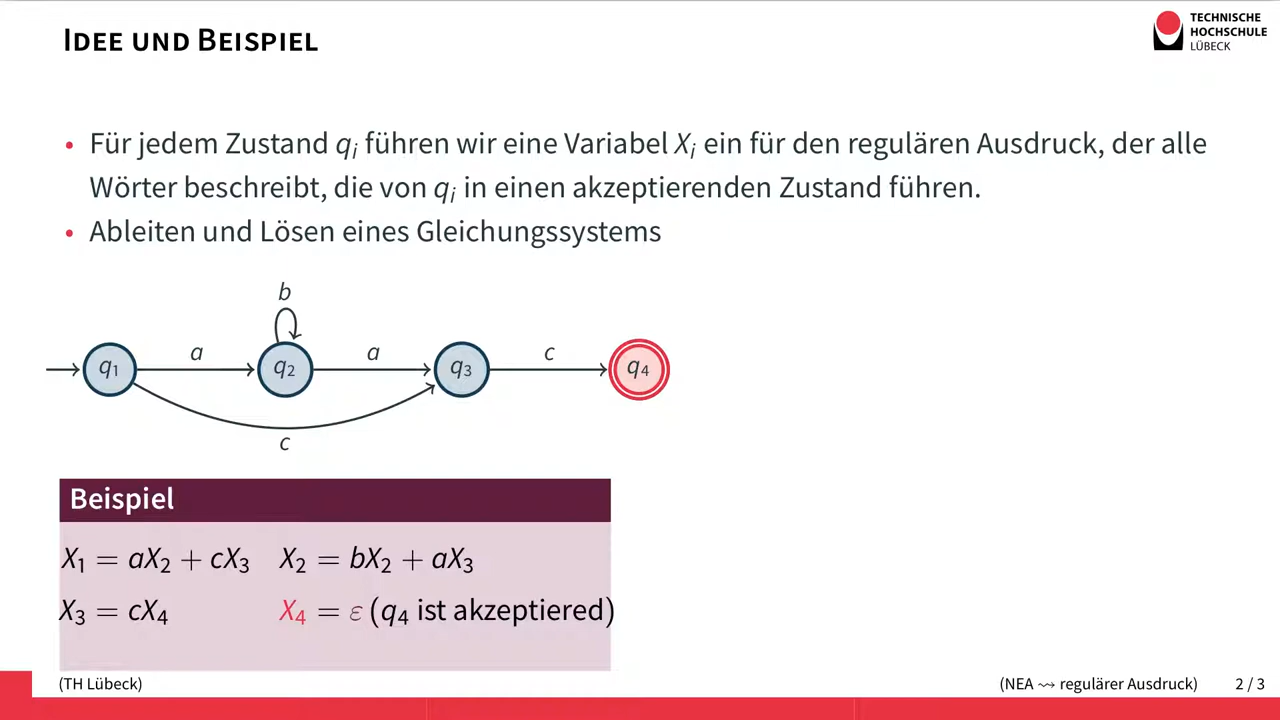 IDEE UND BEISPIEL
TECHNISCHE
HOCHSCHULE
LÜBECK
• Für jedem Zustand qᵢ führen wir eine Variabel Xᵢ ein für den regulären Ausdruck, der alle
Wörter beschreibt, die von qᵢ in einen akzeptierenden Zustand führen.
• Ableiten und Lösen eines Gleichungssystems
b
a a c
q₁ q₂ q₃ q₄
c
Beispiel
X₁ = aX₂ + cX₃ X₂ = bX₂ + aX₃
X₃ = cX₄ X₄ = ε (q₄ ist akzeptiered)
(TH Lübeck) (NEA ⇝ regulärer Ausdruck) 2 / 3